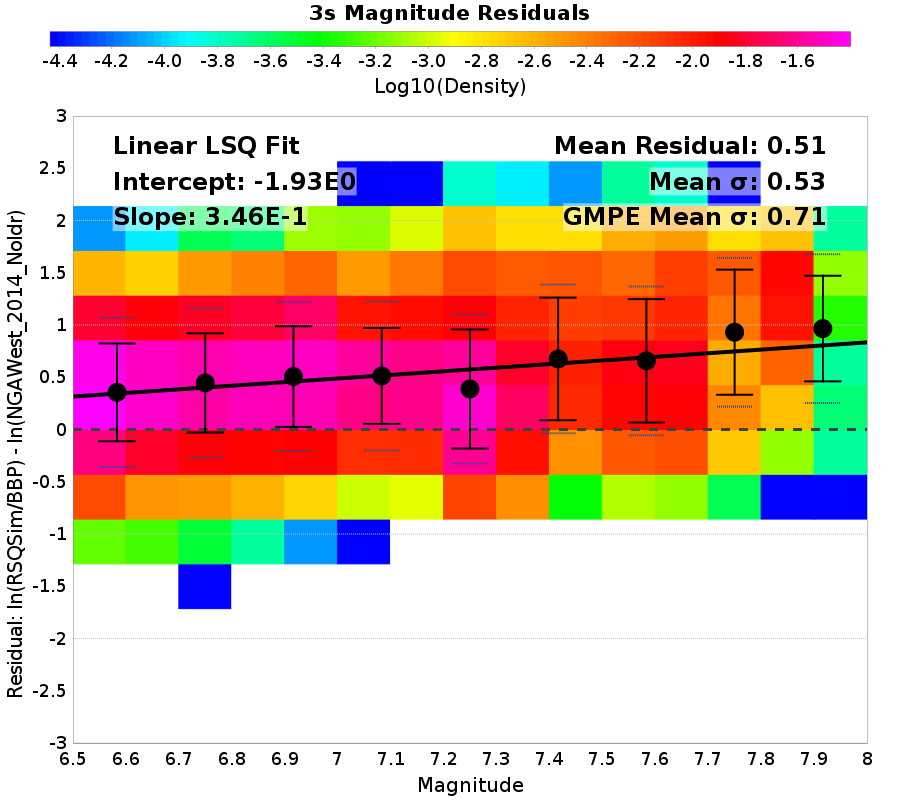 3s Magnitude Residuals
-4.4 -4.2 -4.0 -3.8 -3.6 -3.4 -3.2 -3.0 -2.8 -2.6 -2.4 -2.2 -2.0 -1.8 -1.6
Log10(Density)
Linear LSQ Fit
Intercept: -1.93E0
Slope: 3.46E-1
Mean Residual: 0.51
Mean σ: 0.53
GMPE Mean σ: 0.71
Residual: ln(RSQSim/BBP) - ln(NGAWest_2014_NoIdr)
3
2.5
2
1.5
1
0.5
0
-0.5
-1
-1.5
-2
-2.5
-3
6.5 6.6 6.7 6.8 6.9 7 7.1 7.2 7.3 7.4 7.5 7.6 7.7 7.8 7.9 8
Magnitude